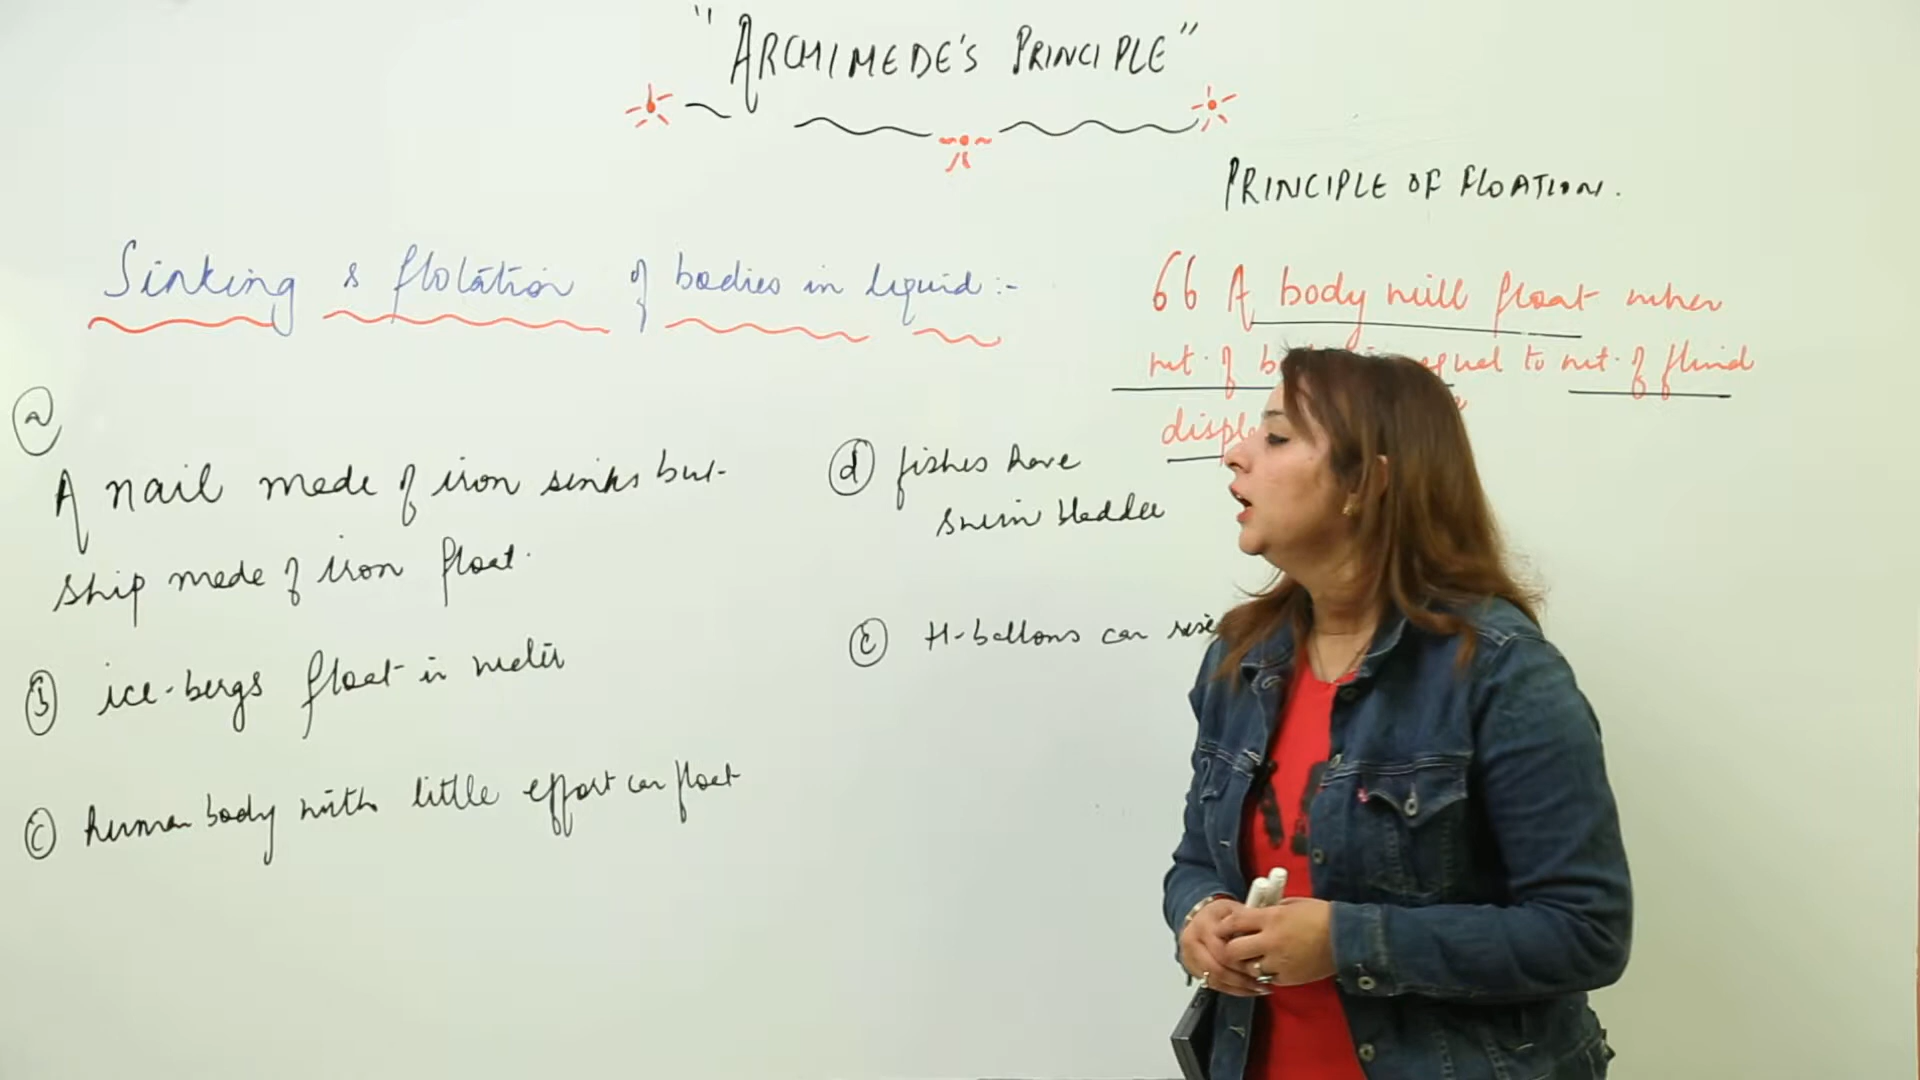 "ARCHIMEDE'S PRINCIPLE"
PRINCIPLE OF FLOATION.
Sinking & flotation of bodies in liquid :-
66 A body will float when
wt. of equal to wt. of fluid
(a)
A nail made of iron sinks but
ship made of iron float.
(b) ice-bergs float in water
(c) human body with little effort can float
(d) fishes have
swim bladder
(e) H-ballons can rise